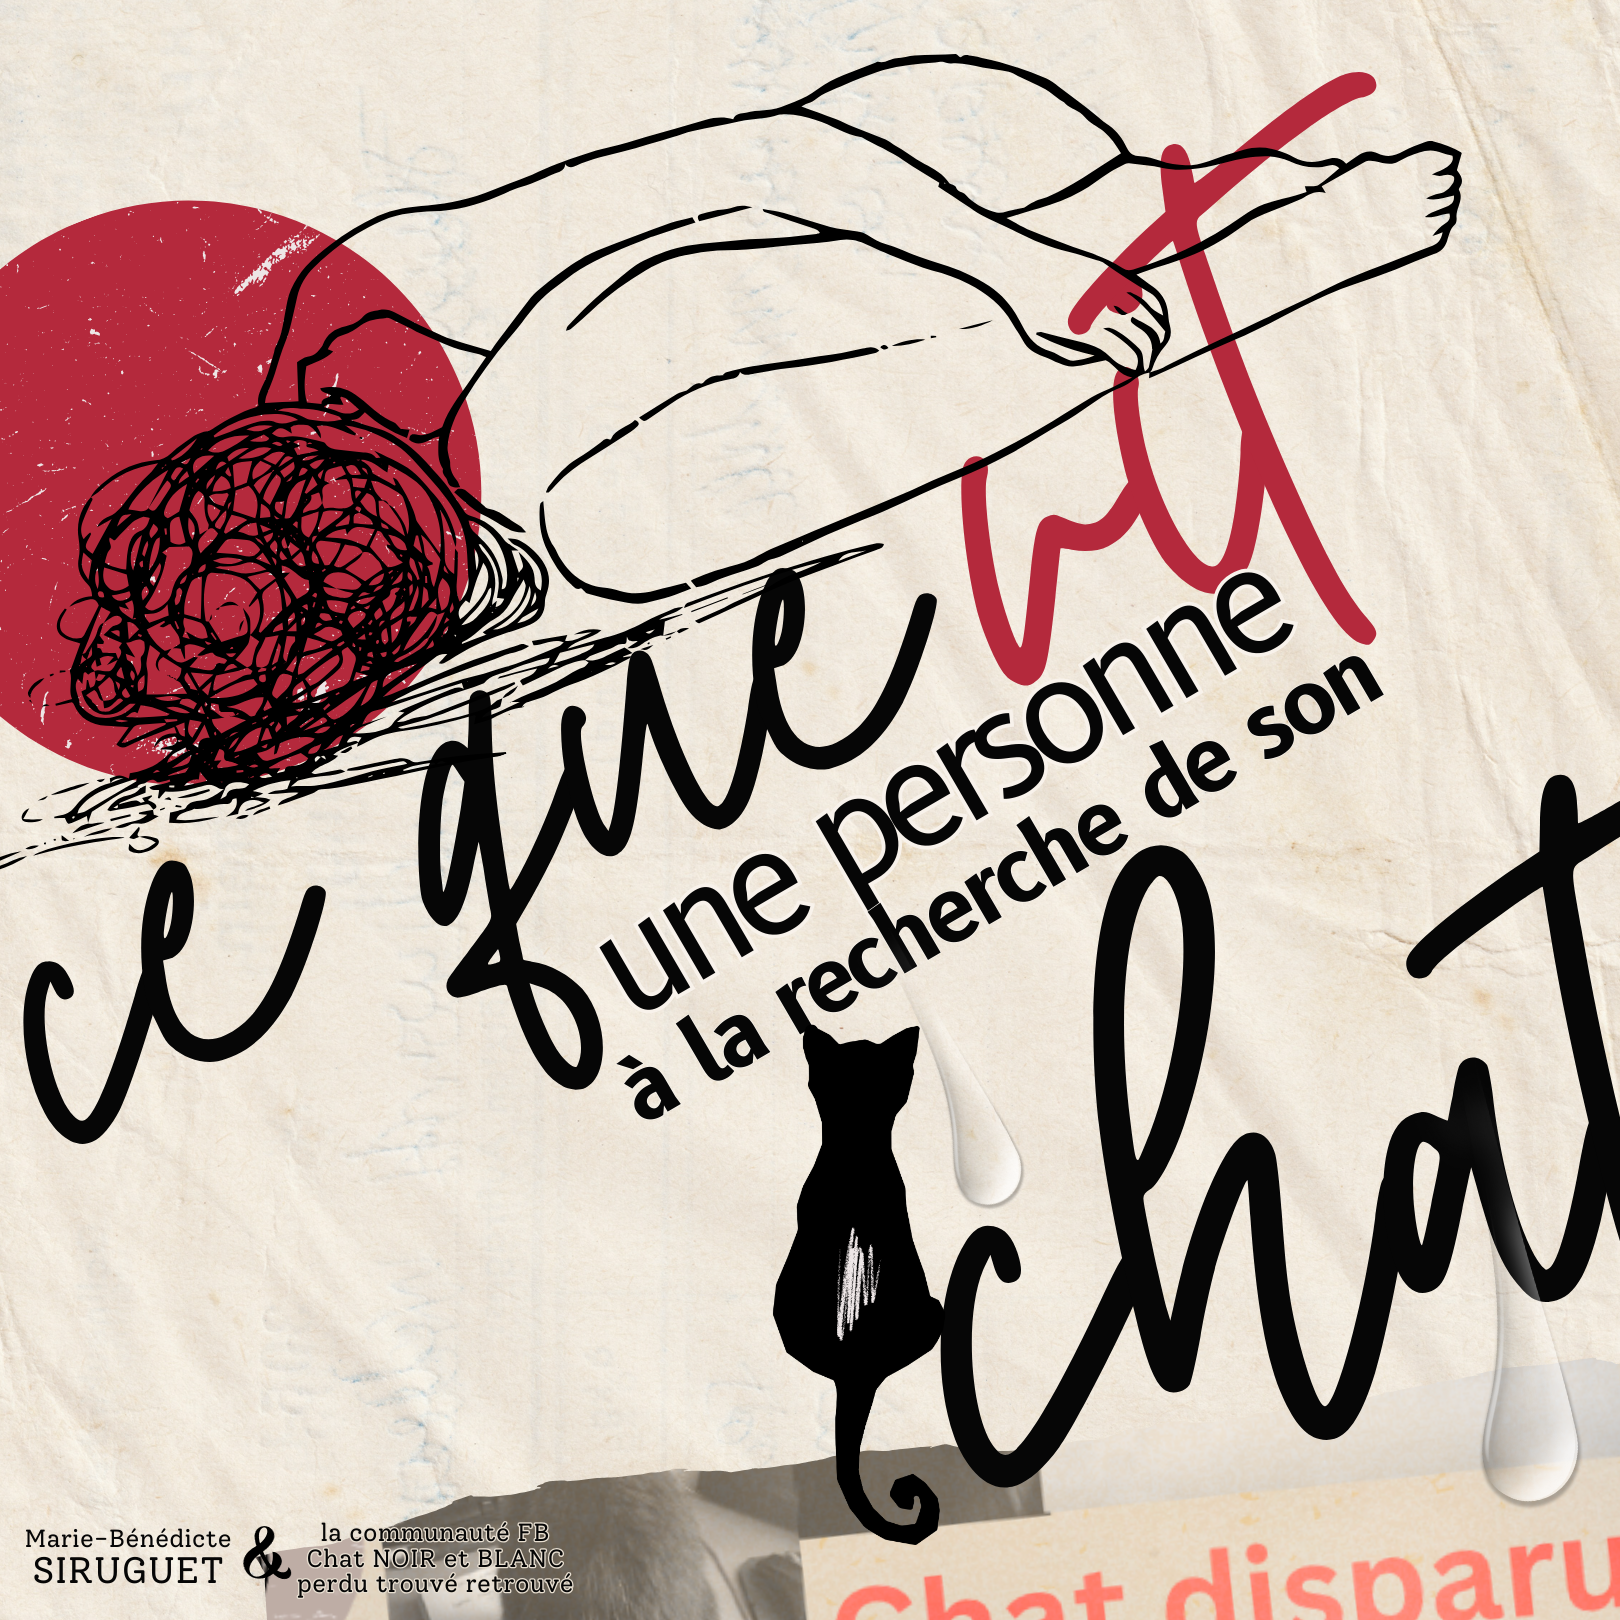 ce que vit
une personne
à la recherche de son
chat
Chat disparu
Marie-Bénédicte
SIRUGUET
&
la communauté FB
Chat NOIR et BLANC
perdu trouvé retrouvé